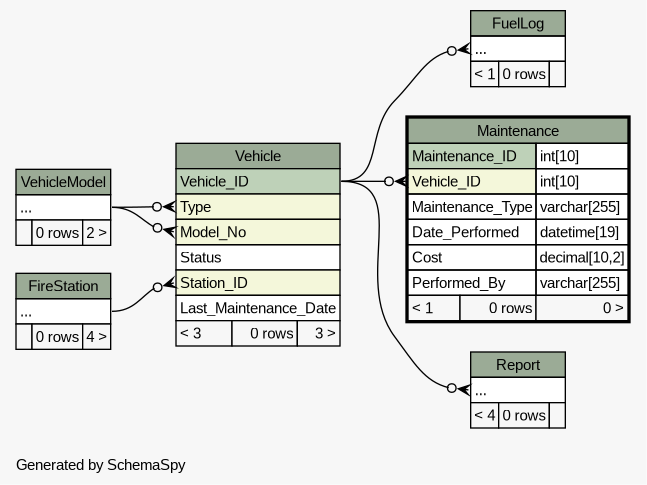 FuelLog
...
< 1 0 rows
Maintenance
Maintenance_ID int[10]
Vehicle_ID int[10]
Maintenance_Type varchar[255]
Date_Performed datetime[19]
Cost decimal[10,2]
Performed_By varchar[255]
< 1 0 rows 0 >
Vehicle
Vehicle_ID
Type
Model_No
Status
Station_ID
Last_Maintenance_Date
< 3 0 rows 3 >
VehicleModel
...
0 rows 2 >
FireStation
...
0 rows 4 >
Report
...
< 4 0 rows
Generated by SchemaSpy